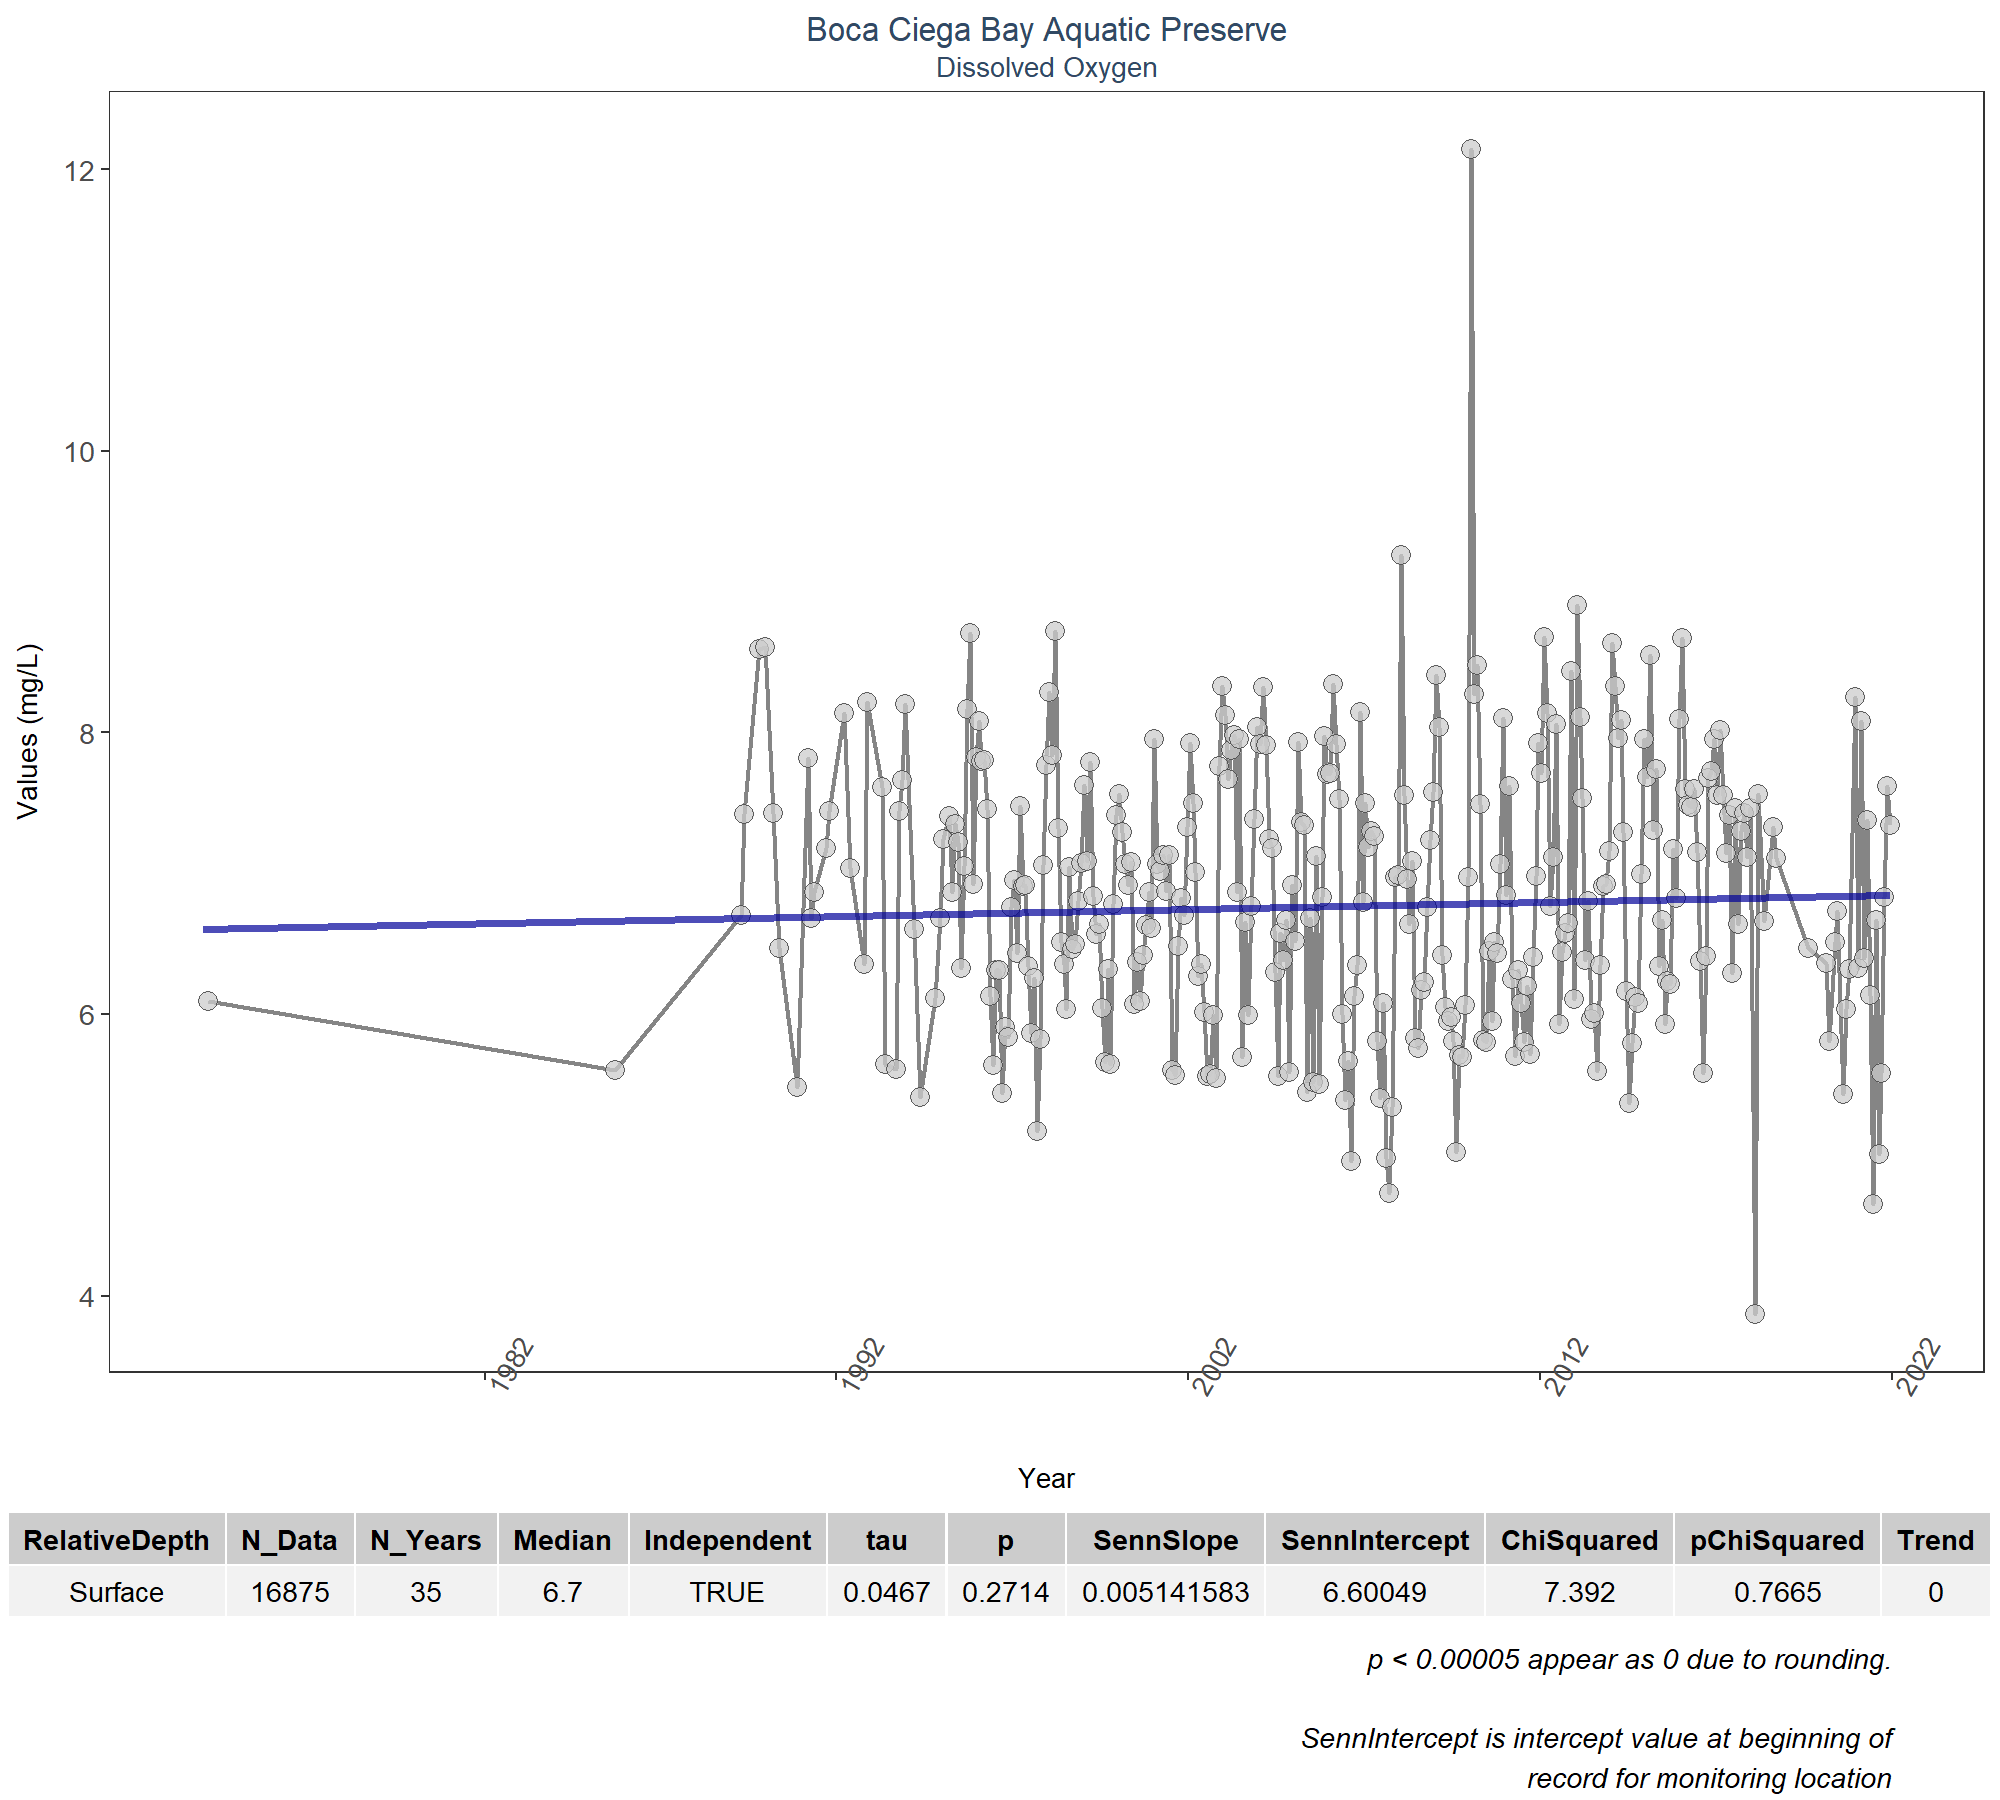 Boca Ciega Bay Aquatic Preserve
Dissolved Oxygen
Values (mg/L)
12
10
8
6
4
1982
1992
2002
2012
2022
Year
RelativeDepth N_Data N_Years Median Independent tau p SennSlope SennIntercept ChiSquared pChiSquared Trend
Surface 16875 35 6.7 TRUE 0.0467 0.2714 0.005141583 6.60049 7.392 0.7665 0
p < 0.00005 appear as 0 due to rounding.
SennIntercept is intercept value at beginning of
record for monitoring location